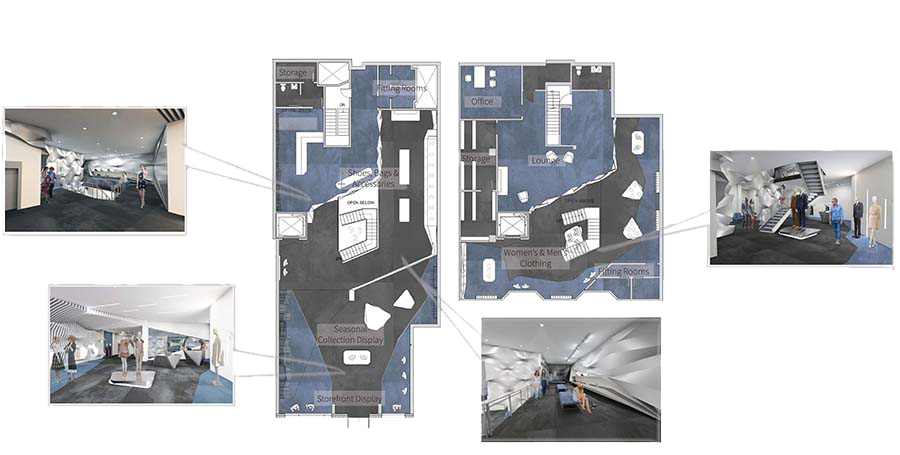 Storage
ON
Fitting Rooms
Shoes, Bags &
Accessories
OPEN BELOW
Seasonal
Collection Display
Storefront Display
Office
Storage
Lounge
OPEN ABOVE
Women's & Men's
Clothing
Fitting Rooms